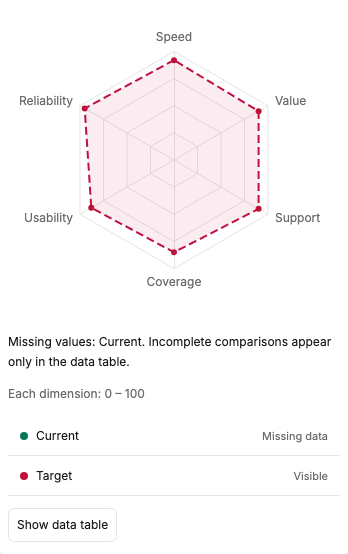 Speed
Reliability
Value
Usability
Support
Coverage
Missing values: Current. Incomplete comparisons appear
only in the data table.
Each dimension: 0 – 100
Current Missing data
Target Visible
Show data table